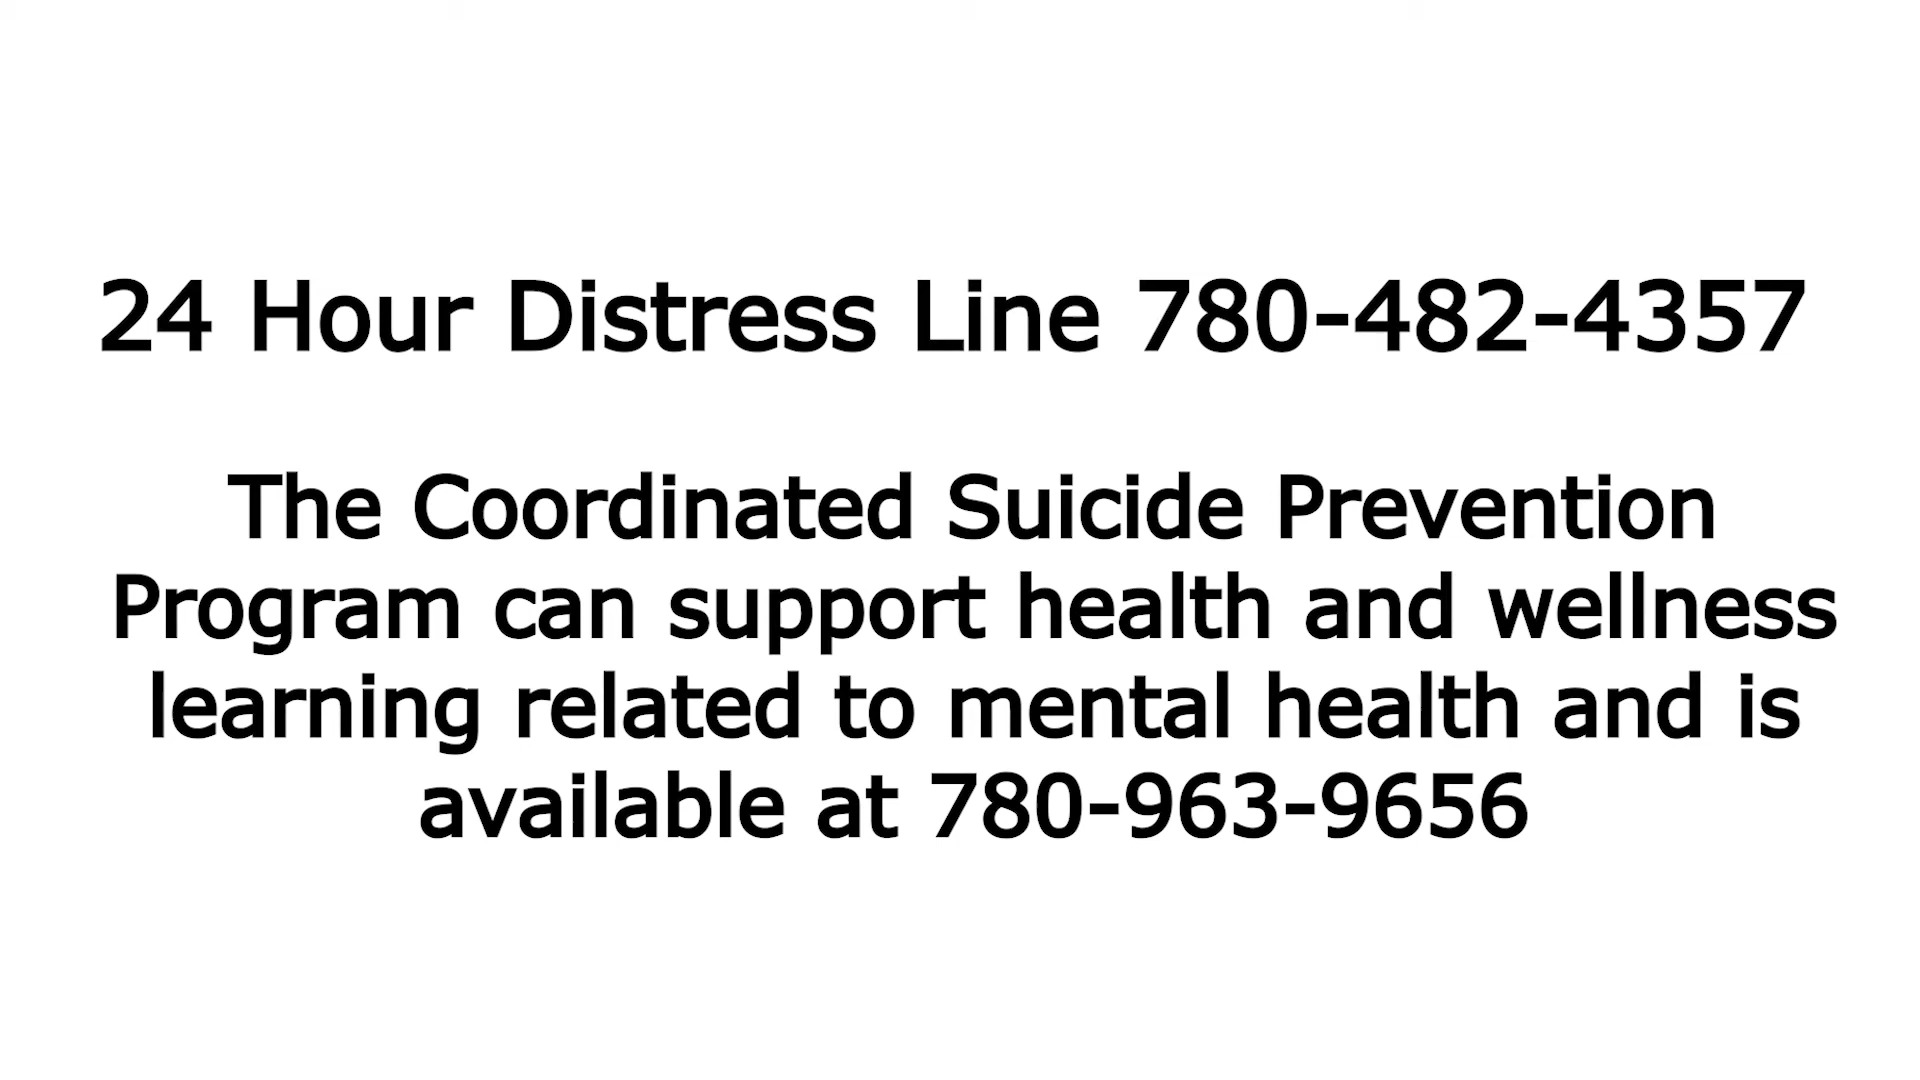 24 Hour Distress Line 780-482-4357
The Coordinated Suicide Prevention
Program can support health and wellness
learning related to mental health and is
available at 780-963-9656